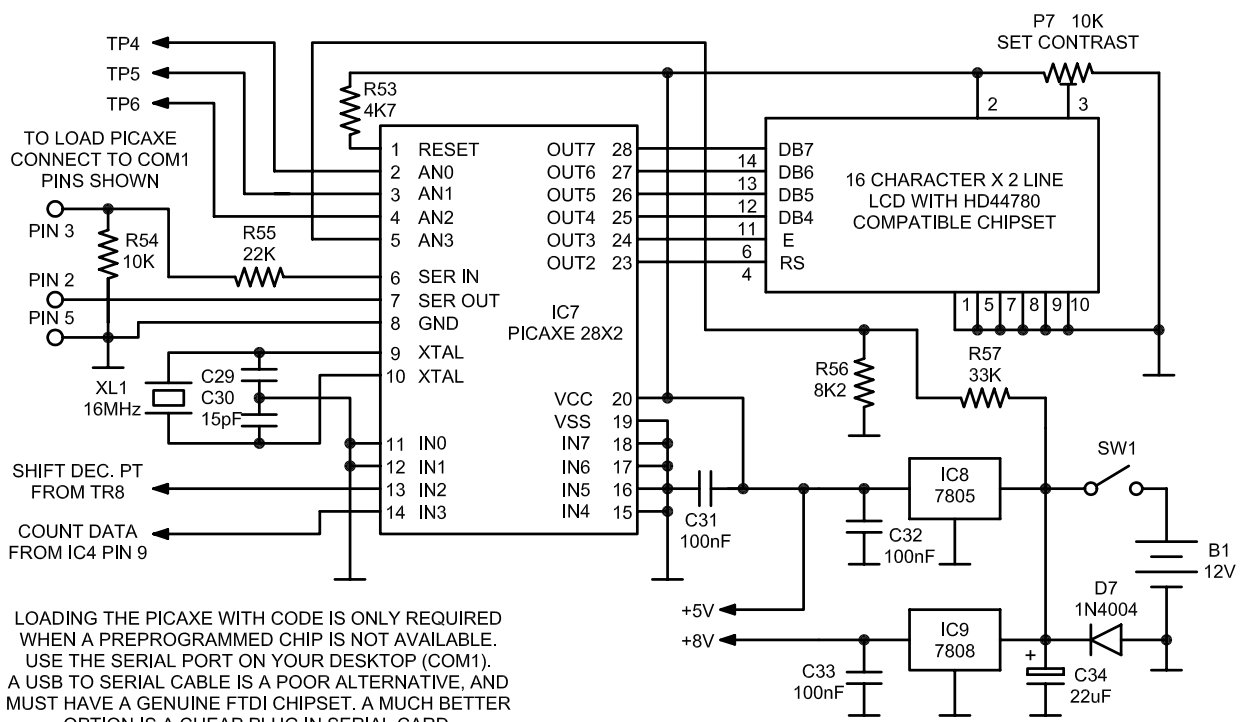 P7 10K
SET CONTRAST
TP4
TP5
TP6
R53
4K7
2
3
TO LOAD PICAXE
CONNECT TO COM1
PINS SHOWN
PIN 3
PIN 2
PIN 5
R54
10K
R55
22K
1 RESET
2 AN0
3 AN1
4 AN2
5 AN3
6 SER IN
7 SER OUT
8 GND
9 XTAL
10 XTAL
11 IN0
12 IN1
13 IN2
14 IN3
OUT7 28
OUT6 27
OUT5 26
OUT4 25
OUT3 24
OUT2 23
IC7
PICAXE 28X2
VCC 20
VSS 19
IN7 18
IN6 17
IN5 16
IN4 15
14
13
12
11
6
4
DB7
DB6
DB5
DB4
E
RS
16 CHARACTER X 2 LINE
LCD WITH HD44780
COMPATIBLE CHIPSET
1 5 7 8 9 10
XL1
16MHz
C29
C30
15pF
R56
8K2
R57
33K
SHIFT DEC. PT
FROM TR8
COUNT DATA
FROM IC4 PIN 9
C31
100nF
C32
100nF
IC8
7805
SW1
B1
12V
+5V
+8V
IC9
7808
D7
1N4004
C33
100nF
+
C34
22uF
LOADING THE PICAXE WITH CODE IS ONLY REQUIRED
WHEN A PREPROGRAMMED CHIP IS NOT AVAILABLE.
USE THE SERIAL PORT ON YOUR DESKTOP (COM1).
A USB TO SERIAL CABLE IS A POOR ALTERNATIVE, AND
MUST HAVE A GENUINE FTDI CHIPSET. A MUCH BETTER
OPTION IS A CHEAP PLUG IN SERIAL CARD